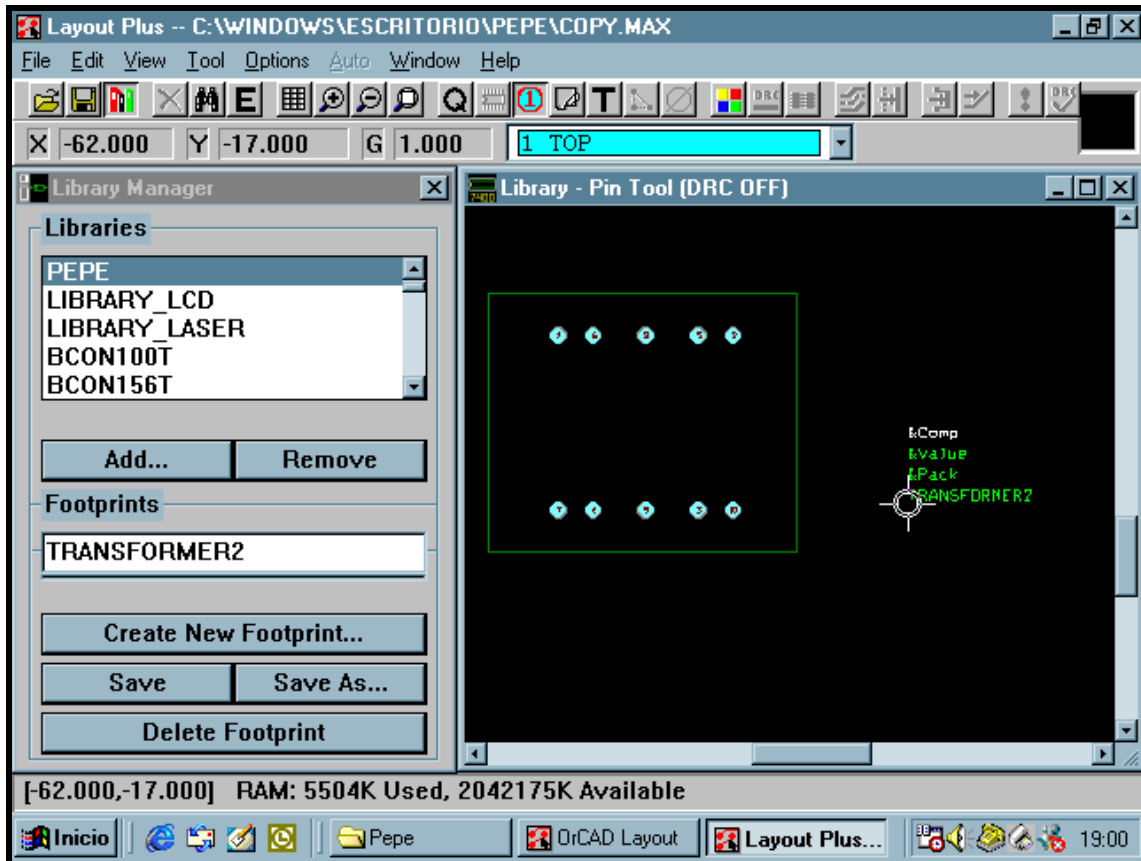 Layout Plus -- C:\WINDOWS\ESCRITORIO\PEPE\COPY.MAX
File Edit View Tool Options Auto Window Help
E Q 1 T DRC DRC
X -62.000 Y -17.000 G 1.000 1 TOP
Library Manager
Libraries
PEPE
LIBRARY_LCD
LIBRARY_LASER
BCON100T
BCON156T
Add... Remove
Footprints
TRANSFORMER2
Create New Footprint...
Save Save As...
Delete Footprint
Library - Pin Tool (DRC OFF)
&Comp
&Value
&Pack
TRANSFORMER2
[-62.000,-17.000] RAM: 5504K Used, 2042175K Available
Inicio Pepe OrCAD Layout Layout Plus... 19:00